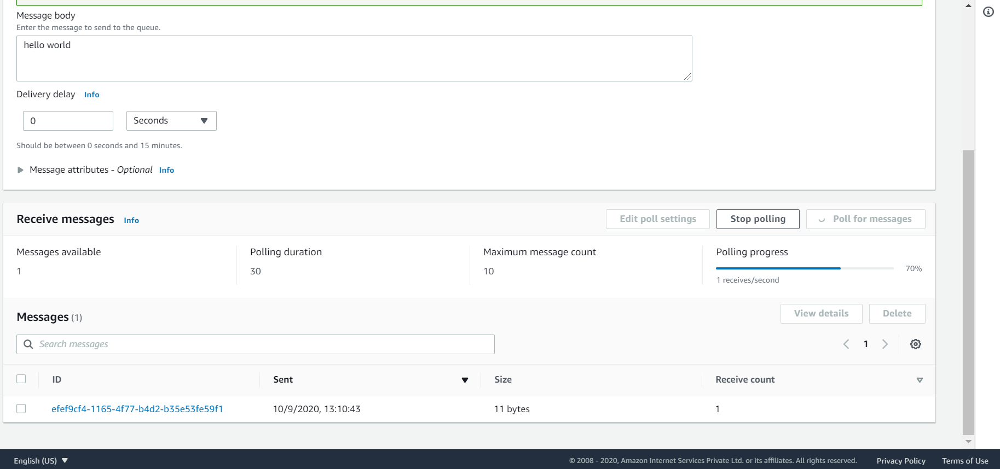 Message body
Enter the message to send to the queue.
hello world
Delivery delay Info
0 Seconds
Should be between 0 seconds and 15 minutes.
Message attributes - Optional Info
Receive messages Info Edit poll settings Stop polling Poll for messages
Messages available Polling duration Maximum message count Polling progress
1 30 10 70%
1 receives/second
Messages (1) View details Delete
Search messages 1
ID Sent Size Receive count
efef9cf4-1165-4f77-b4d2-b35e53fe59f1 10/9/2020, 13:10:43 11 bytes 1
English (US) © 2008 - 2020, Amazon Internet Services Private Ltd. or its affiliates. All rights reserved. Privacy Policy Terms of Use